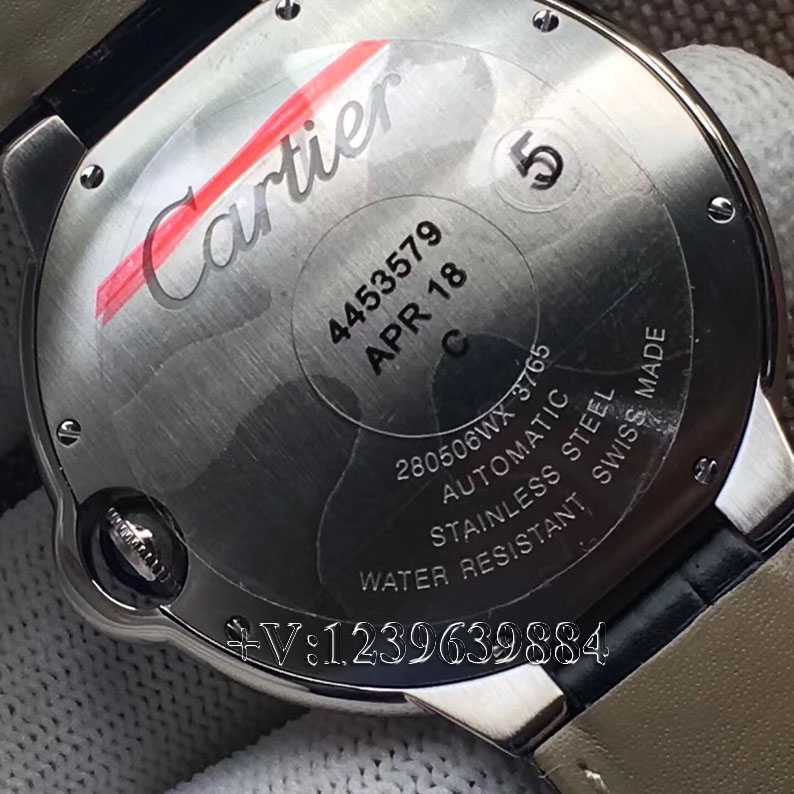 Cartier
5
4453579
APR 18
C
280506WX 3765
AUTOMATIC
STAINLESS STEEL
WATER RESISTANT SWISS MADE
+V:1239639884